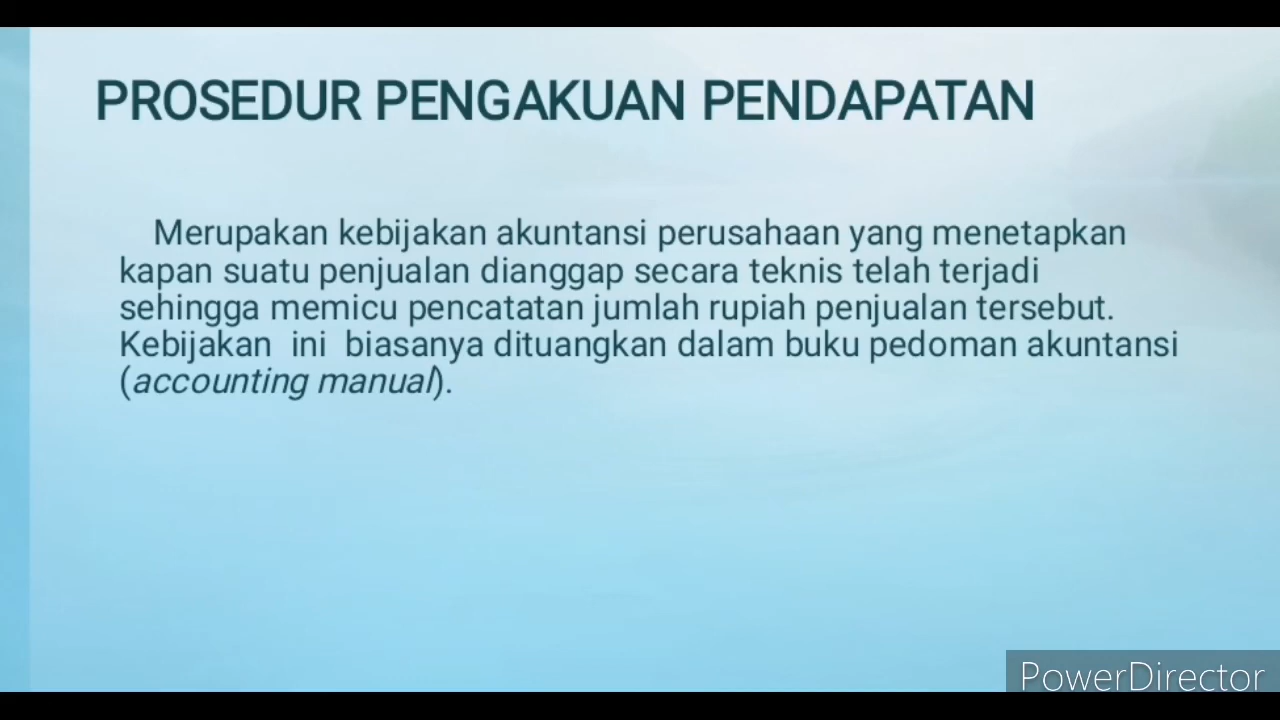 PROSEDUR PENGAKUAN PENDAPATAN
Merupakan kebijakan akuntansi perusahaan yang menetapkan
kapan suatu penjualan dianggap secara teknis telah terjadi
sehingga memicu pencatatan jumlah rupiah penjualan tersebut.
Kebijakan ini biasanya dituangkan dalam buku pedoman akuntansi
(accounting manual).
PowerDirector